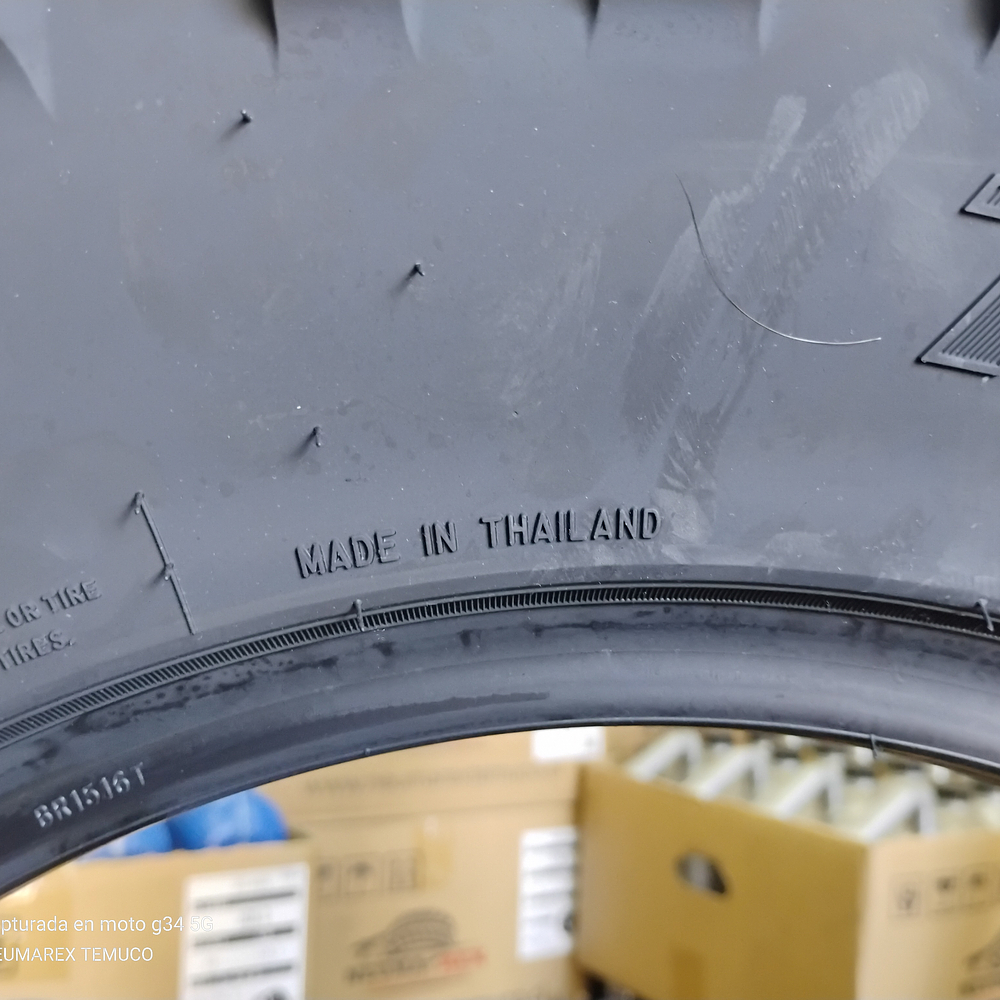 MADE IN THAILAND
OR TIRE
TIRES.
BR1516T
pturada en moto g34 5G
EUMAREX TEMUCO